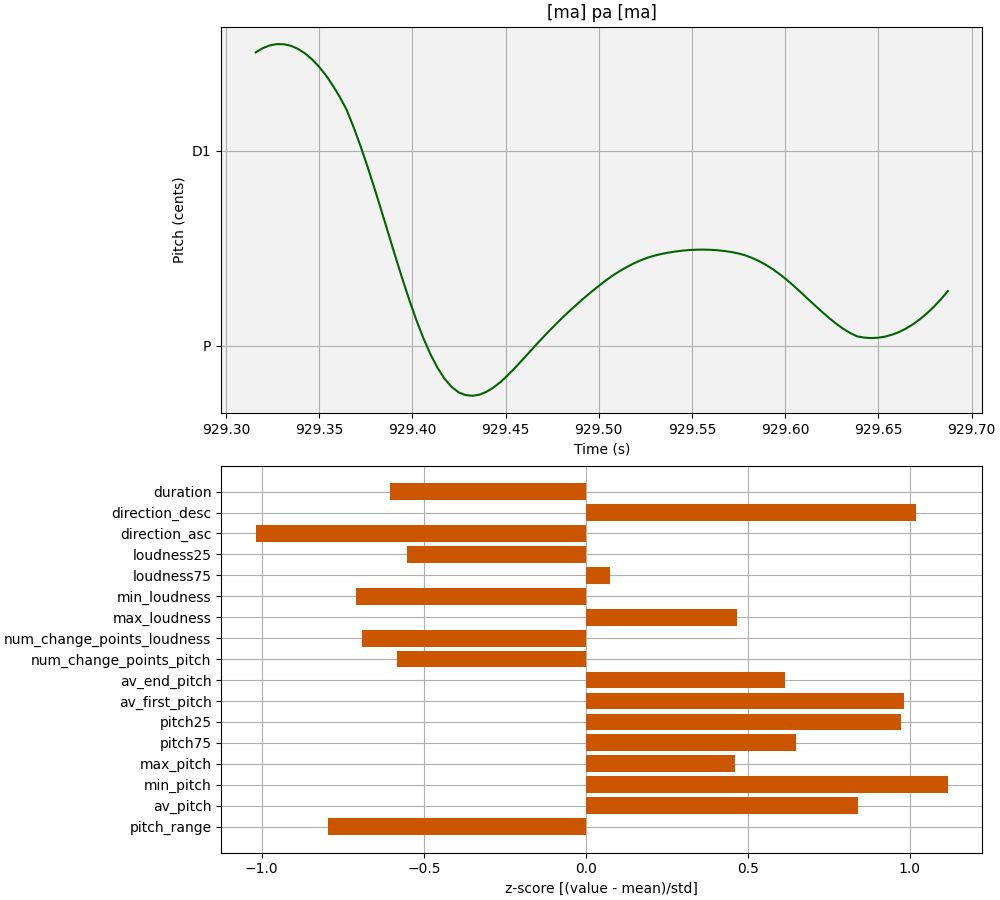 [ma] pa [ma]
D1
P
Pitch (cents)
929.30 929.35 929.40 929.45 929.50 929.55 929.60 929.65 929.70
Time (s)
duration
direction_desc
direction_asc
loudness25
loudness75
min_loudness
max_loudness
num_change_points_loudness
num_change_points_pitch
av_end_pitch
av_first_pitch
pitch25
pitch75
max_pitch
min_pitch
av_pitch
pitch_range
−1.0 −0.5 0.0 0.5 1.0
z-score [(value - mean)/std]